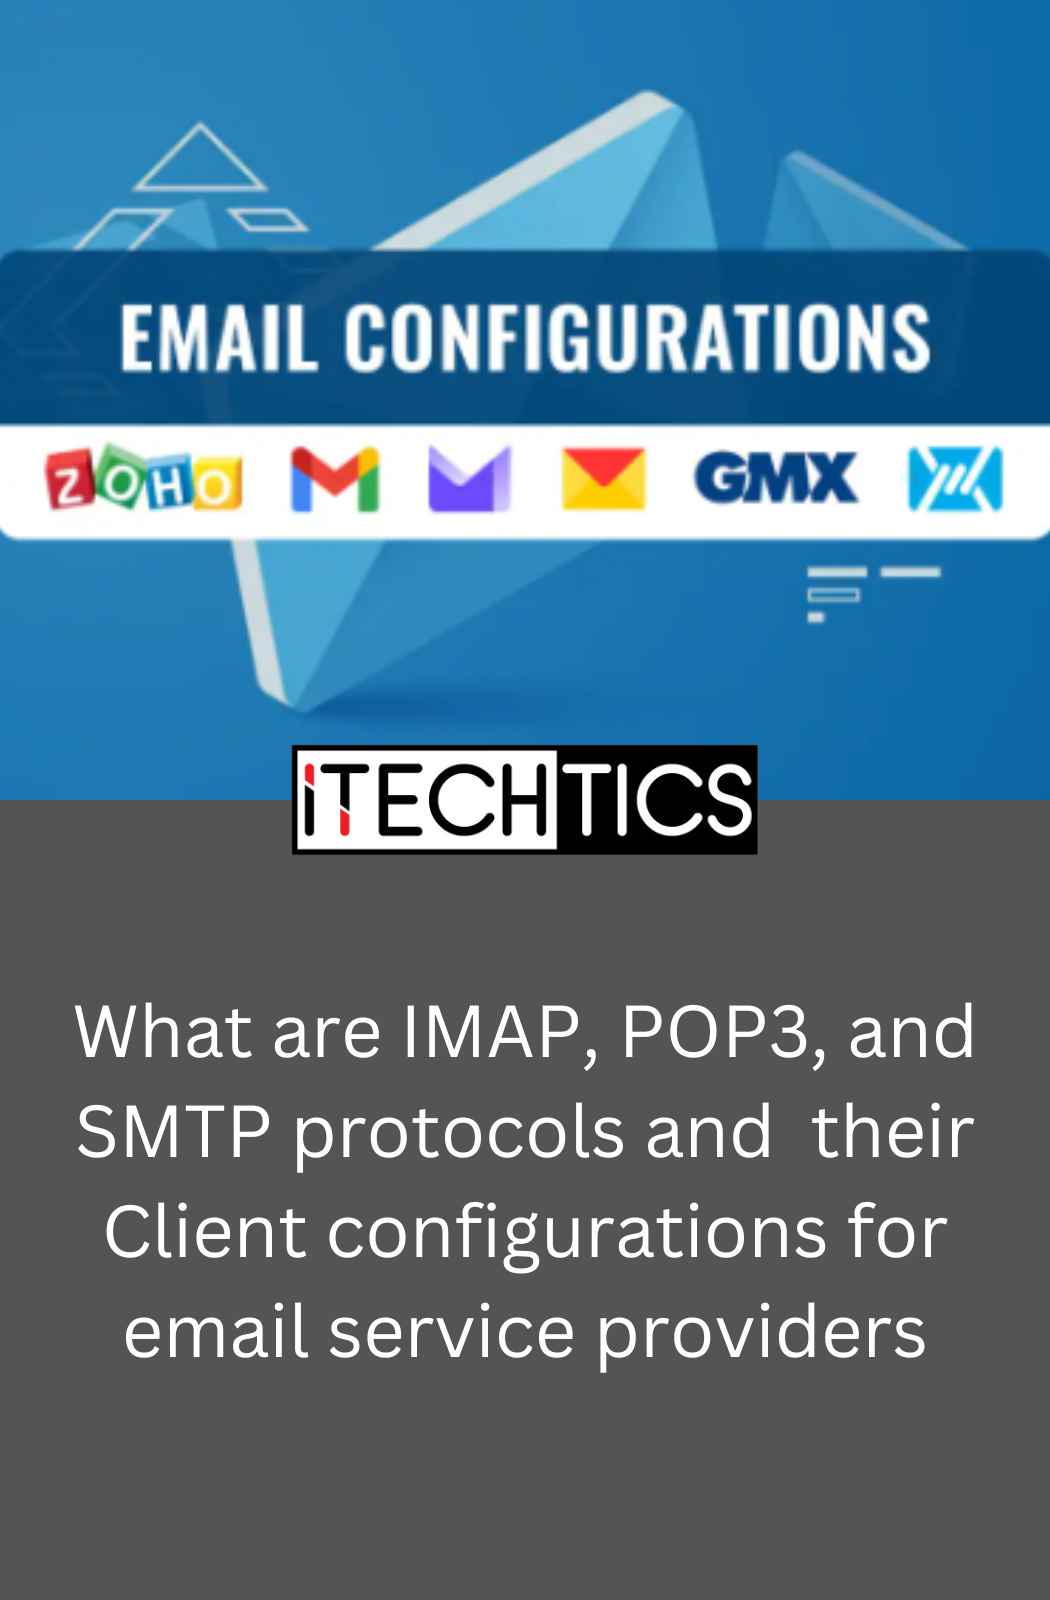 EMAIL CONFIGURATIONS
ZOHO
GMX
iTECHTICS
What are IMAP, POP3, and
SMTP protocols and  their
Client configurations for
email service providers